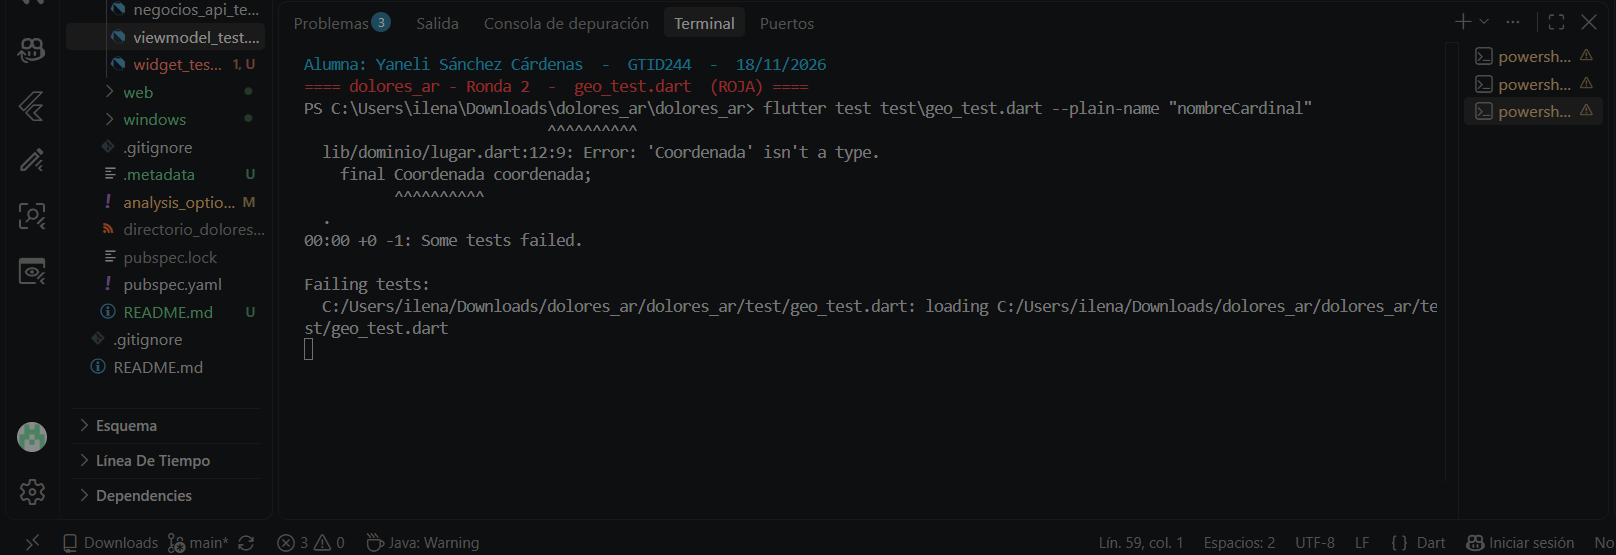 negocios_api_te...
viewmodel_test....
widget_tes... 1, U
web
windows
.gitignore
.metadata U
analysis_optio... M
directorio_dolores...
pubspec.lock
pubspec.yaml
README.md U
.gitignore
README.md
Esquema
Línea De Tiempo
Dependencies
Problemas 3 Salida Consola de depuración Terminal Puertos
Alumna: Yaneli Sánchez Cárdenas - GTID244 - 18/11/2026
==== dolores_ar - Ronda 2 - geo_test.dart (ROJA) ====
PS C:\Users\ilena\Downloads\dolores_ar\dolores_ar> flutter test test\geo_test.dart --plain-name "nombreCardinal"
^^^^^^^^^^
lib/dominio/lugar.dart:12:9: Error: 'Coordenada' isn't a type.
final Coordenada coordenada;
^^^^^^^^^^
.
00:00 +0 -1: Some tests failed.
Failing tests:
C:/Users/ilena/Downloads/dolores_ar/dolores_ar/test/geo_test.dart: loading C:/Users/ilena/Downloads/dolores_ar/dolores_ar/te
st/geo_test.dart
powersh...
powersh...
powersh...
Downloads main* 3 0 Java: Warning Lín. 59, col. 1 Espacios: 2 UTF-8 LF { } Dart Iniciar sesión No